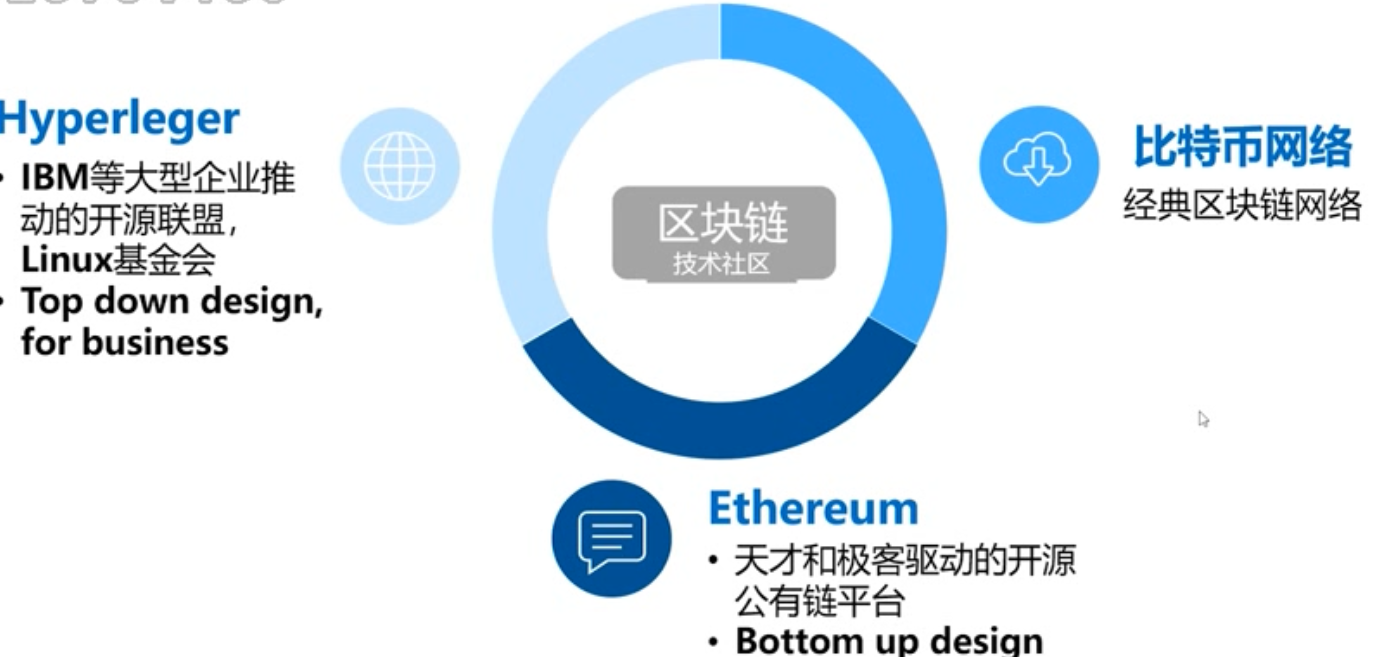 Hyperleger
• IBM等大型企业推
动的开源联盟，
Linux基金会
• Top down design,
for business
区块链
技术社区
比特币网络
经典区块链网络
Ethereum
• 天才和极客驱动的开源
公有链平台
• Bottom up design